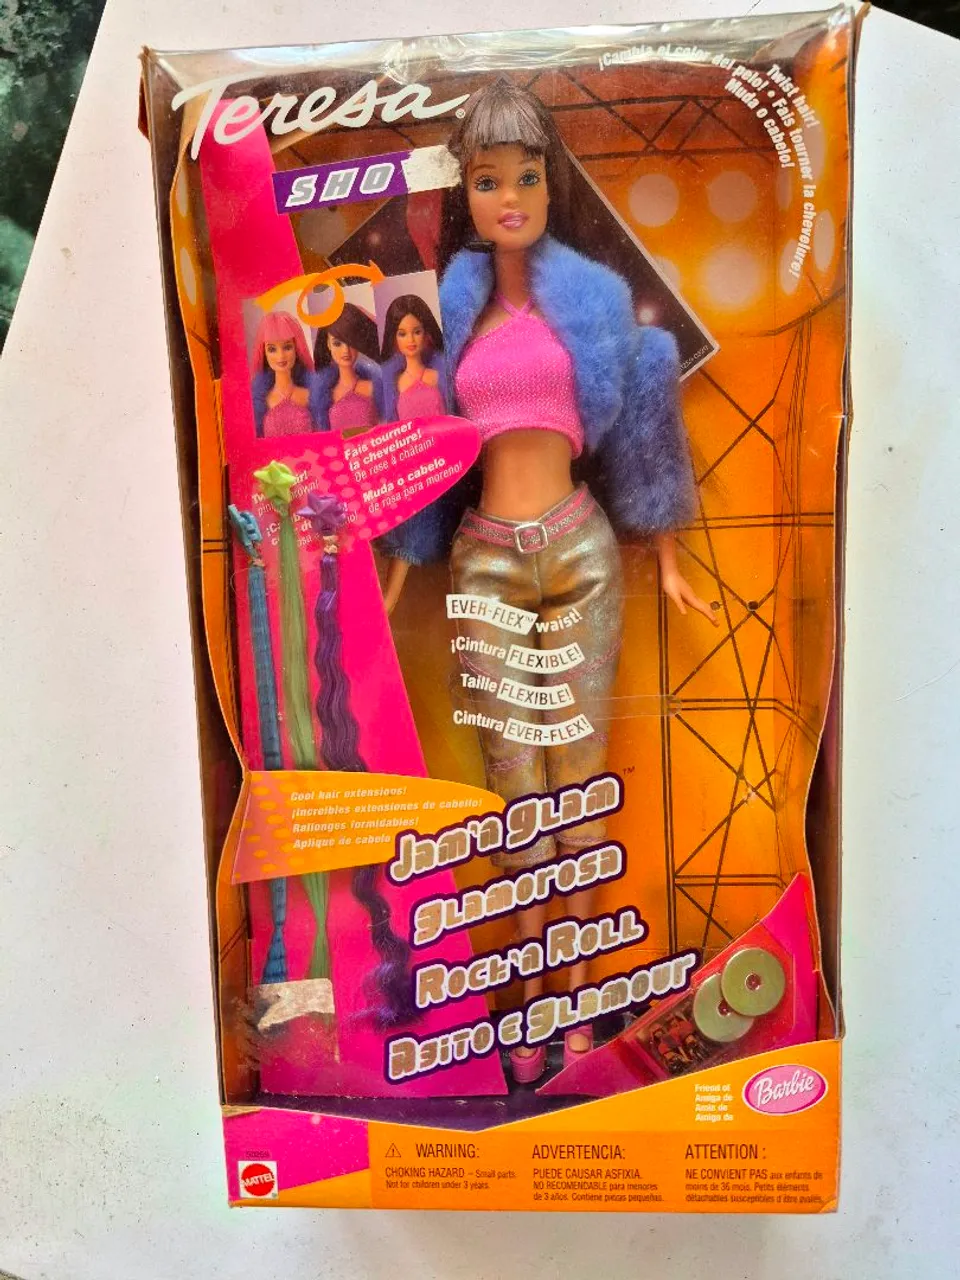 Teresa®
SHO
¡Cambia el color del pelo! • Fais tourner la chevelure!
Twist hair!
Muda o cabelo!
Fais tourner
la chevelure!
De rose à châtain!
Muda o cabelo
de rosa para moreno!
EVER-FLEX™ waist!
¡Cintura FLEXIBLE!
Taille FLEXIBLE!
Cintura EVER-FLEX!
Cool hair extensions!
¡Increíbles extensiones de cabello!
Rallonges formidables!
Aplique de cabelo
Jam'n Glam™
Glamorosa
Rock'n Roll
Agito e Glamour
Friend of
Amiga de
Amie de
Amiga de
Barbie
50259
MATTEL
⚠ WARNING:
CHOKING HAZARD – Small parts.
Not for children under 3 years.
ADVERTENCIA:
PUEDE CAUSAR ASFIXIA.
NO RECOMENDABLE para menores
de 3 años. Contiene piezas pequeñas.
ATTENTION :
NE CONVIENT PAS aux enfants de
moins de 36 mois. Petits éléments
détachables susceptibles d'être avalés.